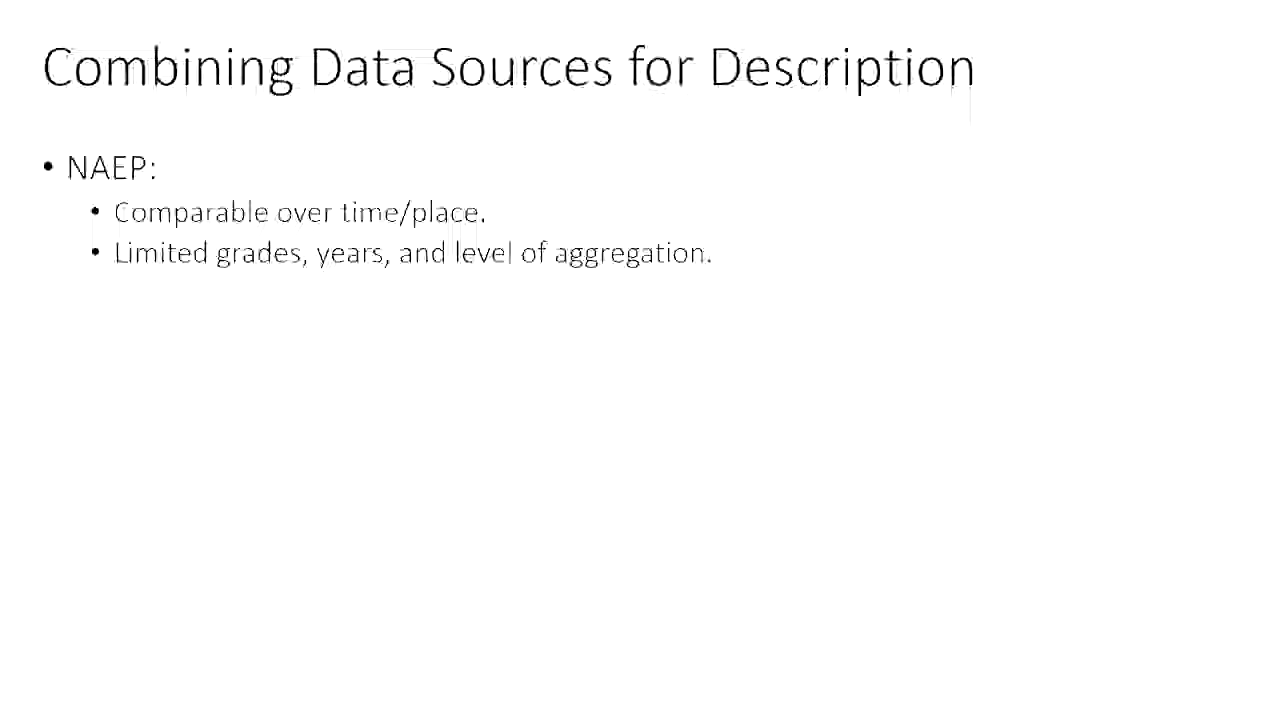 Combining Data Sources for Description
• NAEP:
• Comparable over time/place.
• Limited grades, years, and level of aggregation.